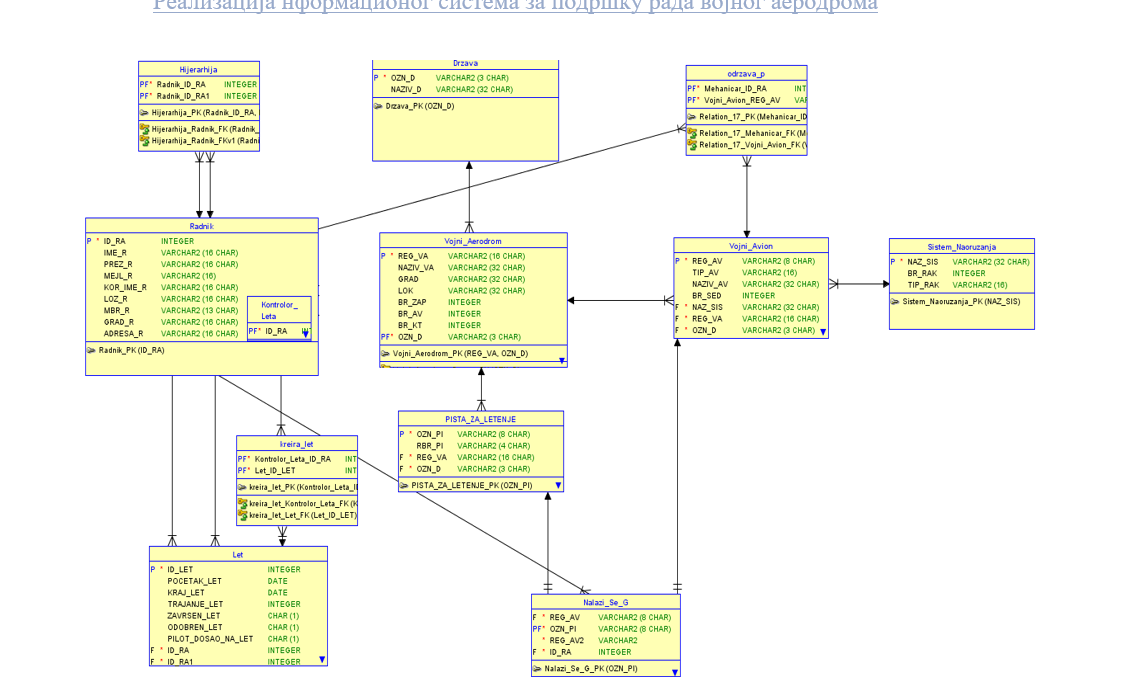 Реализација нформационог система за подршку рада војног аеродрома
Hijerarhija
PF* Radnik_ID_RA INTEGER
PF* Radnik_ID_RA1 INTEGER
Hijerarhija_PK (Radnik_ID_RA,
Hijerarhija_Radnik_FK (Radnik_
Hijerarhija_Radnik_FKv1 (Radni
Drzava
P * OZN_D VARCHAR2 (3 CHAR)
NAZIV_D VARCHAR2 (32 CHAR)
Drzava_PK (OZN_D)
odrzava_p
PF* Mehanicar_ID_RA INT
PF* Vojni_Avion_REG_AV VAR
Relation_17_PK (Mehanicar_ID
Relation_17_Mehanicar_FK (M
Relation_17_Vojni_Avion_FK (V
Radnik
P * ID_RA INTEGER
IME_R VARCHAR2 (16 CHAR)
PREZ_R VARCHAR2 (16 CHAR)
MEJL_R VARCHAR2 (16)
KOR_IME_R VARCHAR2 (16 CHAR)
LOZ_R VARCHAR2 (16 CHAR)
MBR_R VARCHAR2 (13 CHAR)
GRAD_R VARCHAR2 (16 CHAR)
ADRESA_R VARCHAR2 (16 CHAR)
Radnik_PK (ID_RA)
Kontrolor_
Leta
PF* ID_RA INT
Vojni_Aerodrom
P * REG_VA VARCHAR2 (16 CHAR)
NAZIV_VA VARCHAR2 (32 CHAR)
GRAD VARCHAR2 (32 CHAR)
LOK VARCHAR2 (32 CHAR)
BR_ZAP INTEGER
BR_AV INTEGER
BR_KT INTEGER
PF* OZN_D VARCHAR2 (3 CHAR)
Vojni_Aerodrom_PK (REG_VA, OZN_D)
Vojni_Avion
P * REG_AV VARCHAR2 (8 CHAR)
TIP_AV VARCHAR2 (16)
NAZIV_AV VARCHAR2 (32 CHAR)
BR_SED INTEGER
F * NAZ_SIS VARCHAR2 (32 CHAR)
F * REG_VA VARCHAR2 (16 CHAR)
F * OZN_D VARCHAR2 (3 CHAR)
Sistem_Naoruzanja
P * NAZ_SIS VARCHAR2 (32 CHAR)
BR_RAK INTEGER
TIP_RAK VARCHAR2 (16)
Sistem_Naoruzanja_PK (NAZ_SIS)
PISTA_ZA_LETENJE
P * OZN_PI VARCHAR2 (8 CHAR)
RBR_PI VARCHAR2 (4 CHAR)
F * REG_VA VARCHAR2 (16 CHAR)
F * OZN_D VARCHAR2 (3 CHAR)
PISTA_ZA_LETENJE_PK (OZN_PI)
kreira_let
PF* Kontrolor_Leta_ID_RA INT
PF* Let_ID_LET INT
kreira_let_PK (Kontrolor_Leta_I
kreira_let_Kontrolor_Leta_FK (K
kreira_let_Let_FK (Let_ID_LET)
Let
P * ID_LET INTEGER
POCETAK_LET DATE
KRAJ_LET DATE
TRAJANJE_LET INTEGER
ZAVRSEN_LET CHAR (1)
ODOBREN_LET CHAR (1)
PILOT_DOSAO_NA_LET CHAR (1)
F * ID_RA INTEGER
F * ID_RA1 INTEGER
Nalazi_Se_G
F * REG_AV VARCHAR2 (8 CHAR)
PF* OZN_PI VARCHAR2 (8 CHAR)
* REG_AV2 VARCHAR2
F * ID_RA INTEGER
Nalazi_Se_G_PK (OZN_PI)